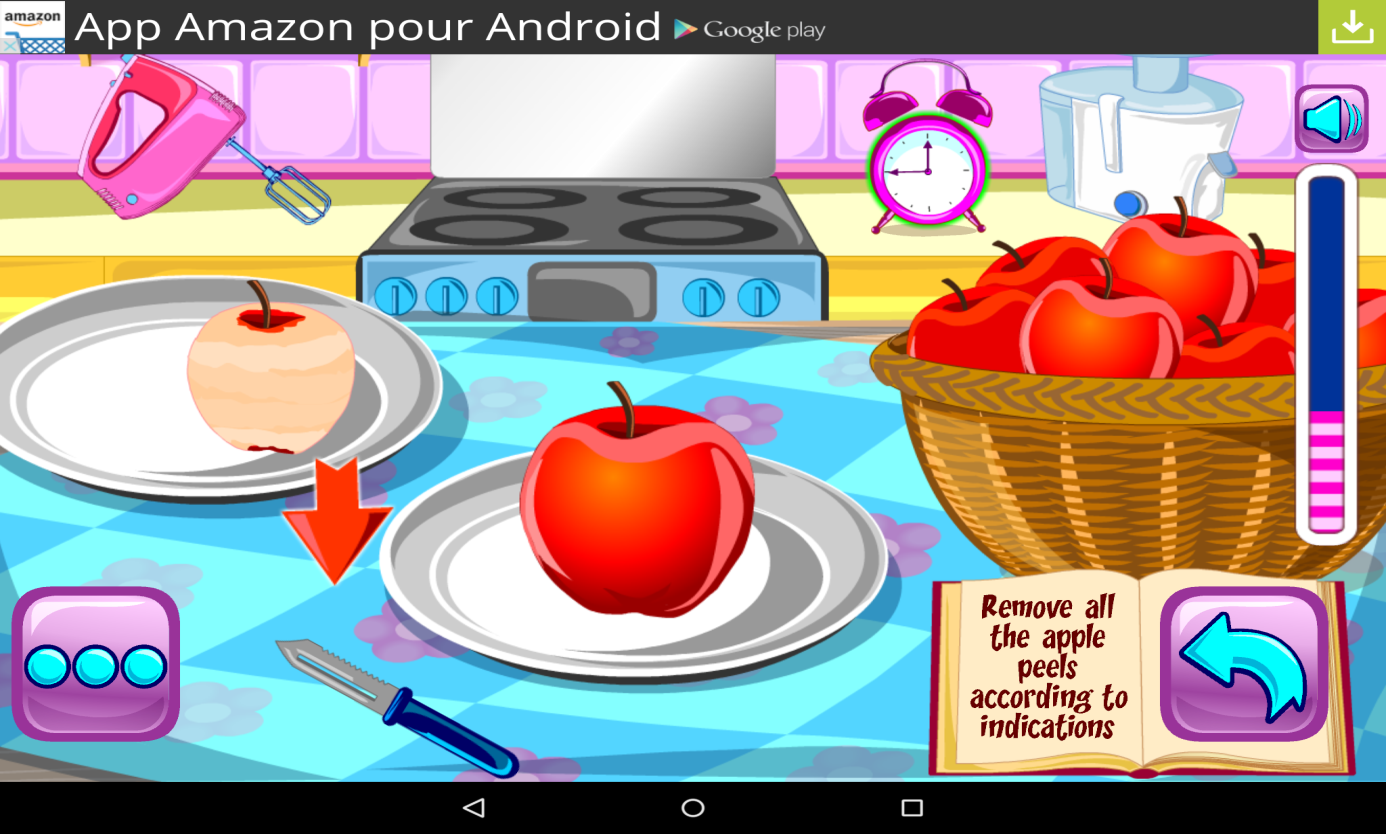 amazon
App Amazon pour Android
Google play
Remove all
the apple
peels
according to
indications